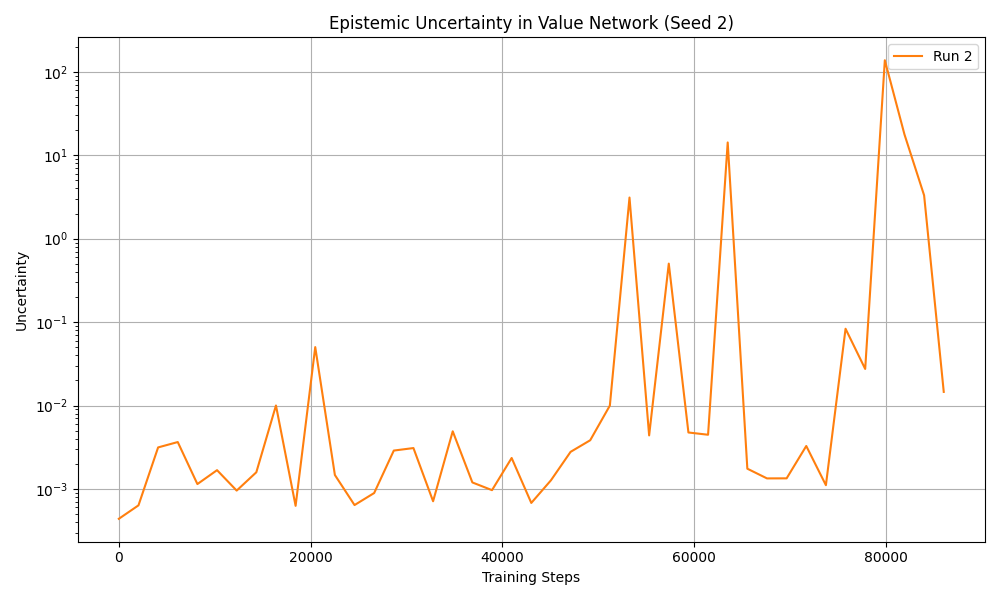 Epistemic Uncertainty in Value Network (Seed 2)
Run 2
Uncertainty
10²
10¹
10⁰
10⁻¹
10⁻²
10⁻³
0 20000 40000 60000 80000
Training Steps